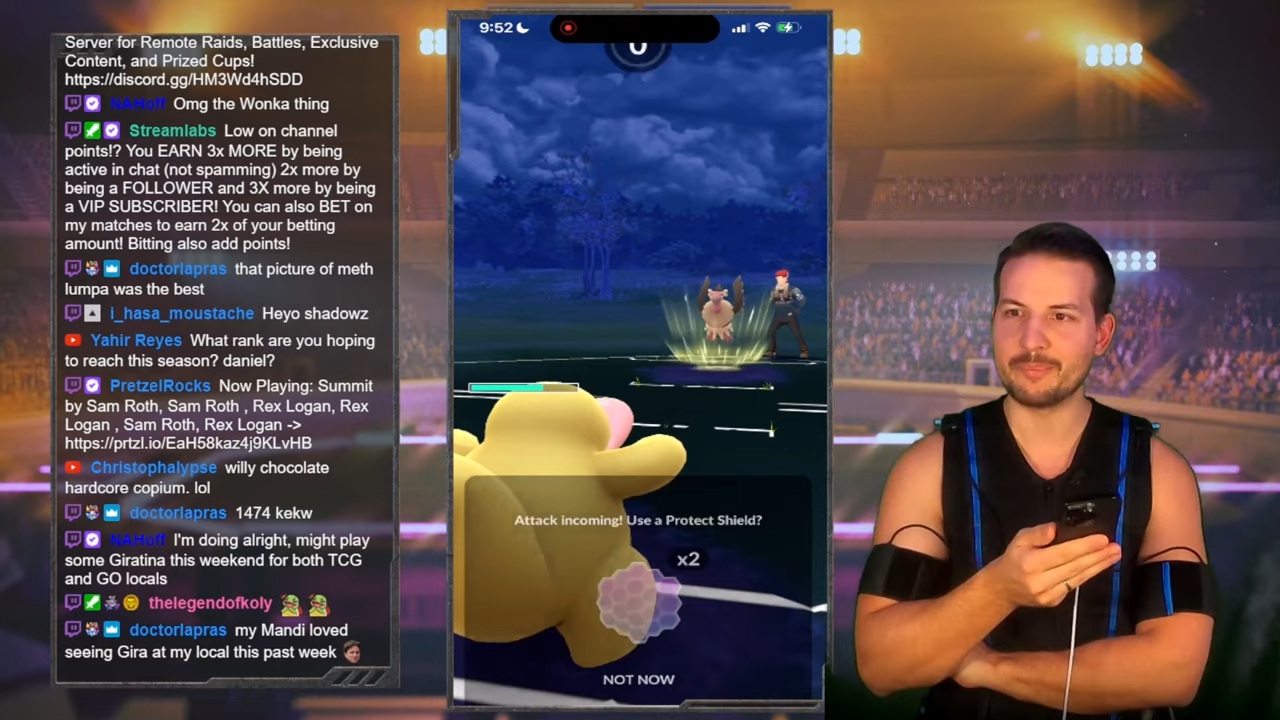 Server for Remote Raids, Battles, Exclusive
Content, and Prized Cups!
https://discord.gg/HM3Wd4hSDD
NAHoff Omg the Wonka thing
Streamlabs Low on channel
points!? You EARN 3x MORE by being
active in chat (not spamming) 2x more by
being a FOLLOWER and 3X more by being
a VIP SUBSCRIBER! You can also BET on
my matches to earn 2x of your betting
amount! Bitting also add points!
doctorlapras that picture of meth
lumpa was the best
i_hasa_moustache Heyo shadowz
Yahir Reyes What rank are you hoping
to reach this season? daniel?
PretzelRocks Now Playing: Summit
by Sam Roth, Sam Roth , Rex Logan, Rex
Logan , Sam Roth, Rex Logan ->
https://prtzl.io/EaH58kaz4j9KLvHB
Christophalypse willy chocolate
hardcore copium. lol
doctorlapras 1474 kekw
NAHoff I'm doing alright, might play
some Giratina this weekend for both TCG
and GO locals
thelegendofkoly
doctorlapras my Mandi loved
seeing Gira at my local this past week
9:52
0
Attack incoming! Use a Protect Shield?
x2
NOT NOW